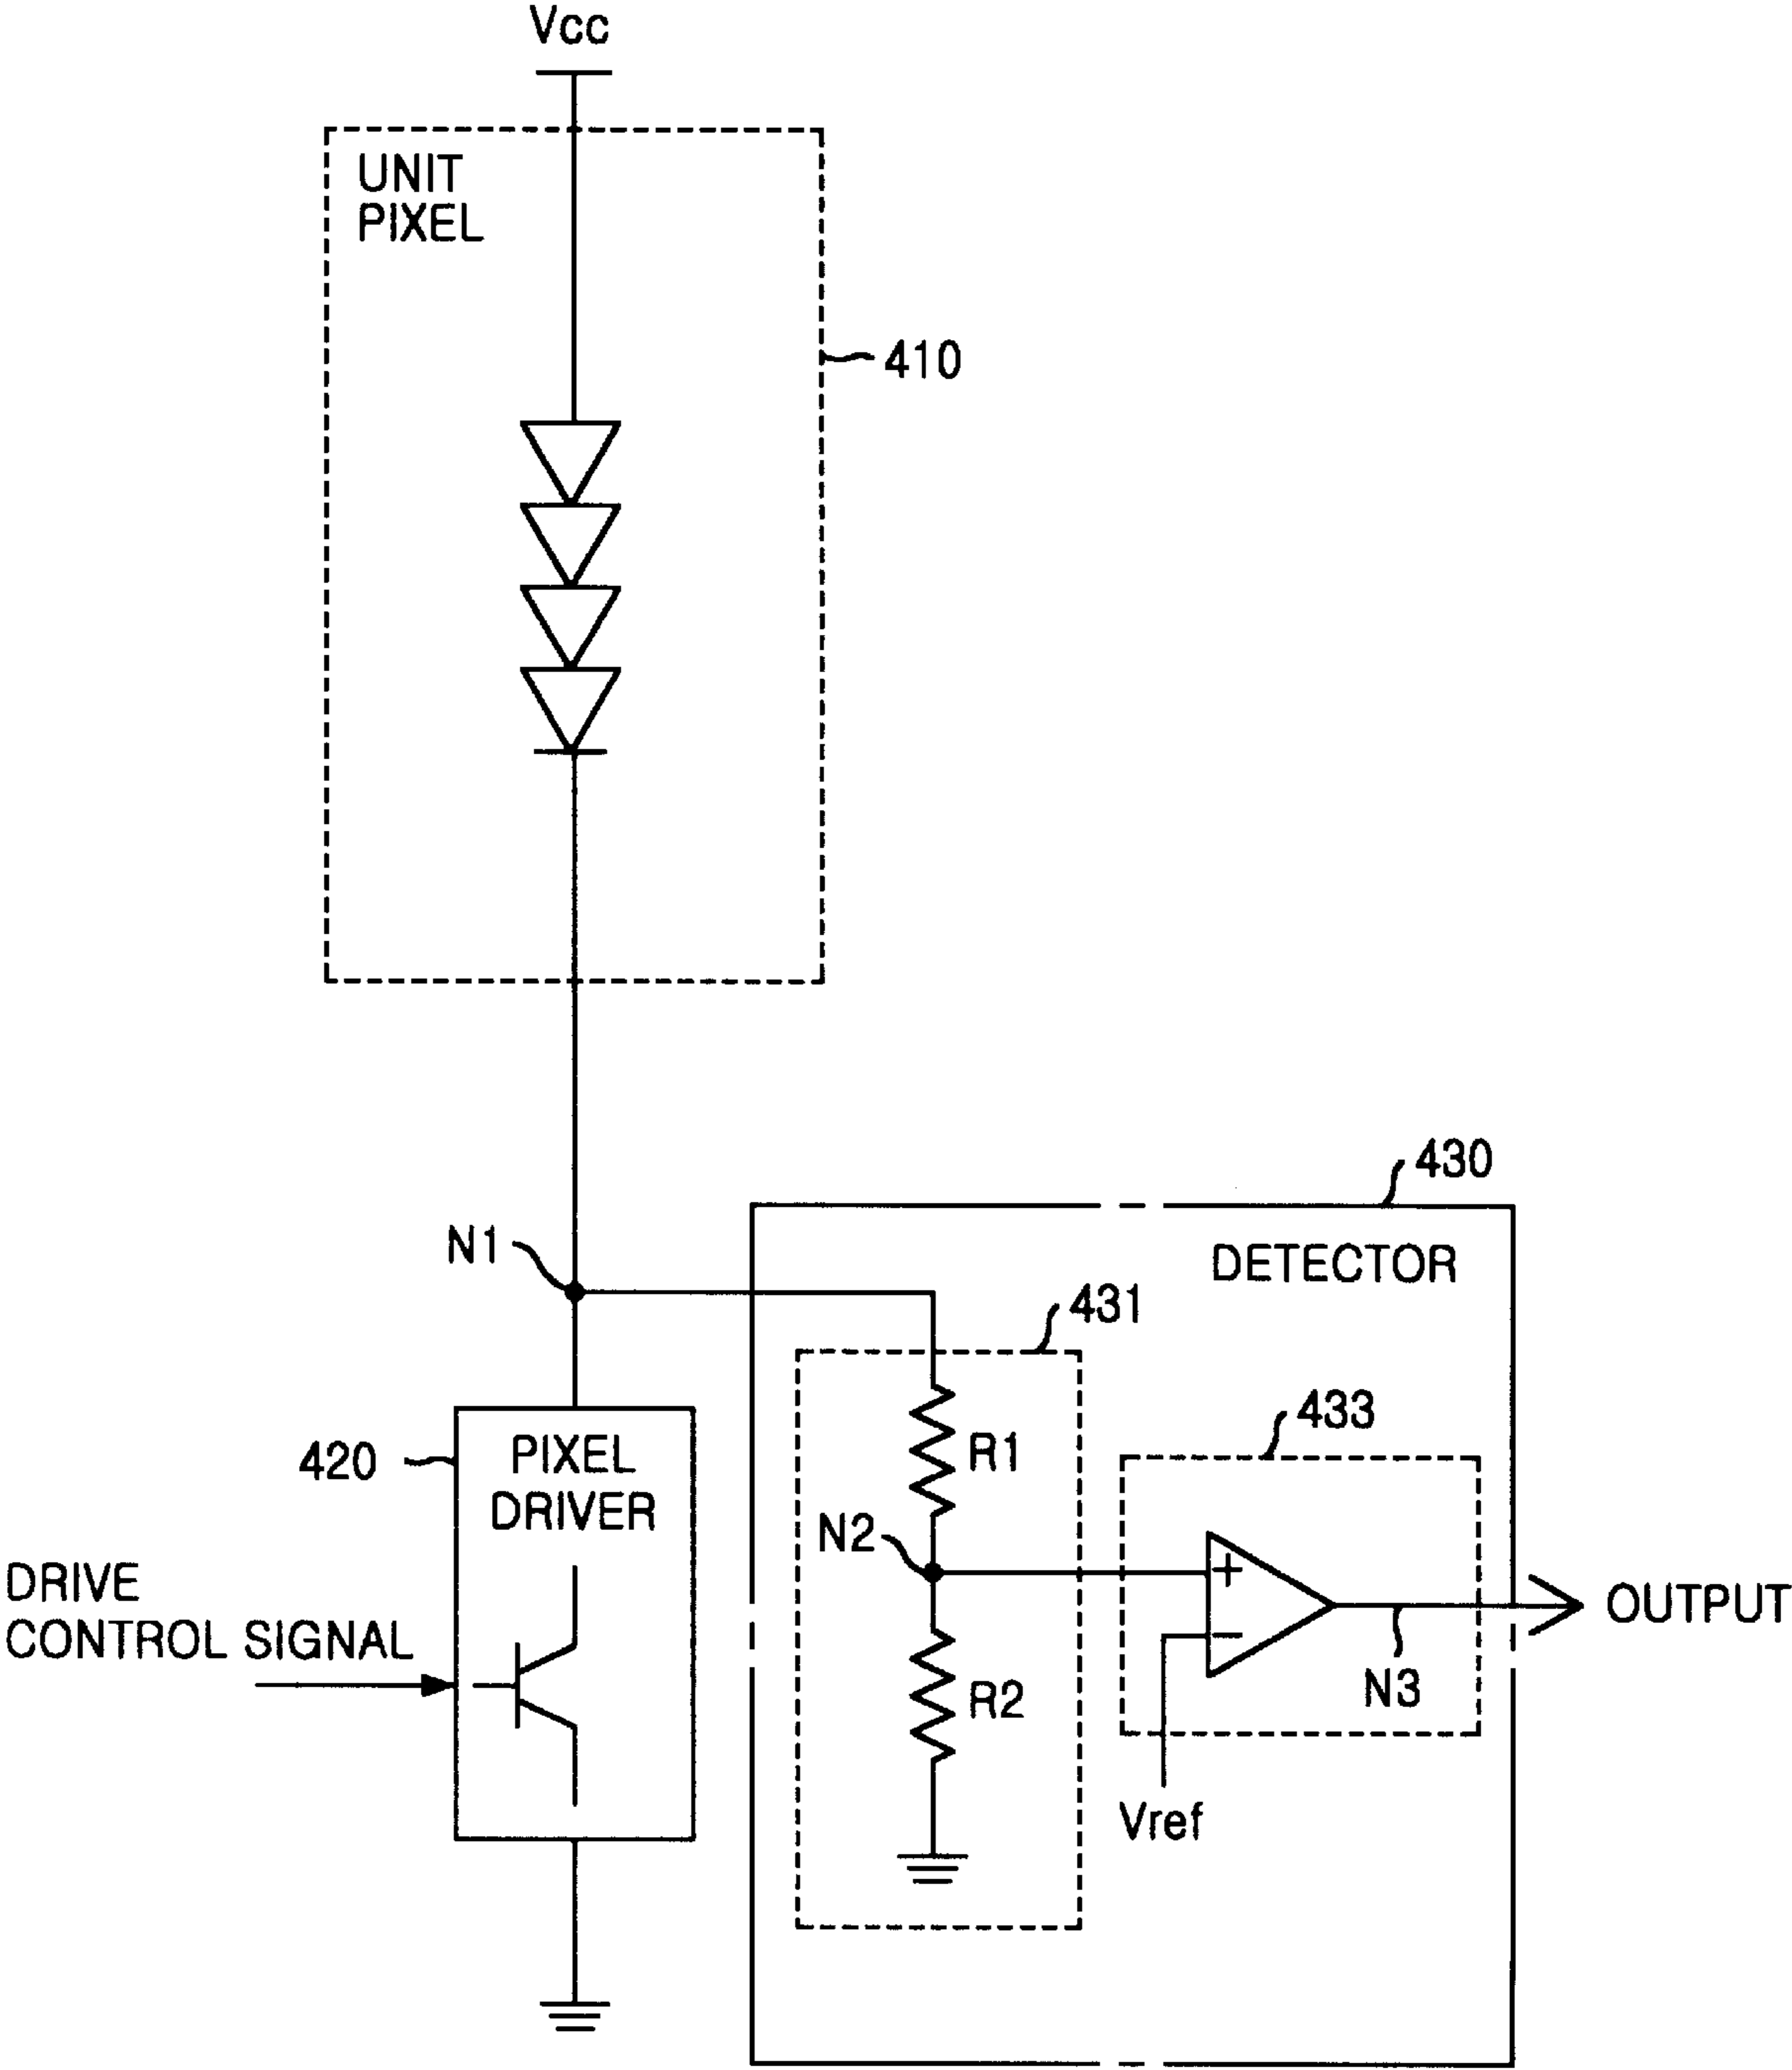 Vcc
UNIT
PIXEL
410
430
N1
DETECTOR
431
433
420
PIXEL
DRIVER
R1
N2
+
DRIVE
CONTROL SIGNAL
OUTPUT
−
R2
N3
Vref